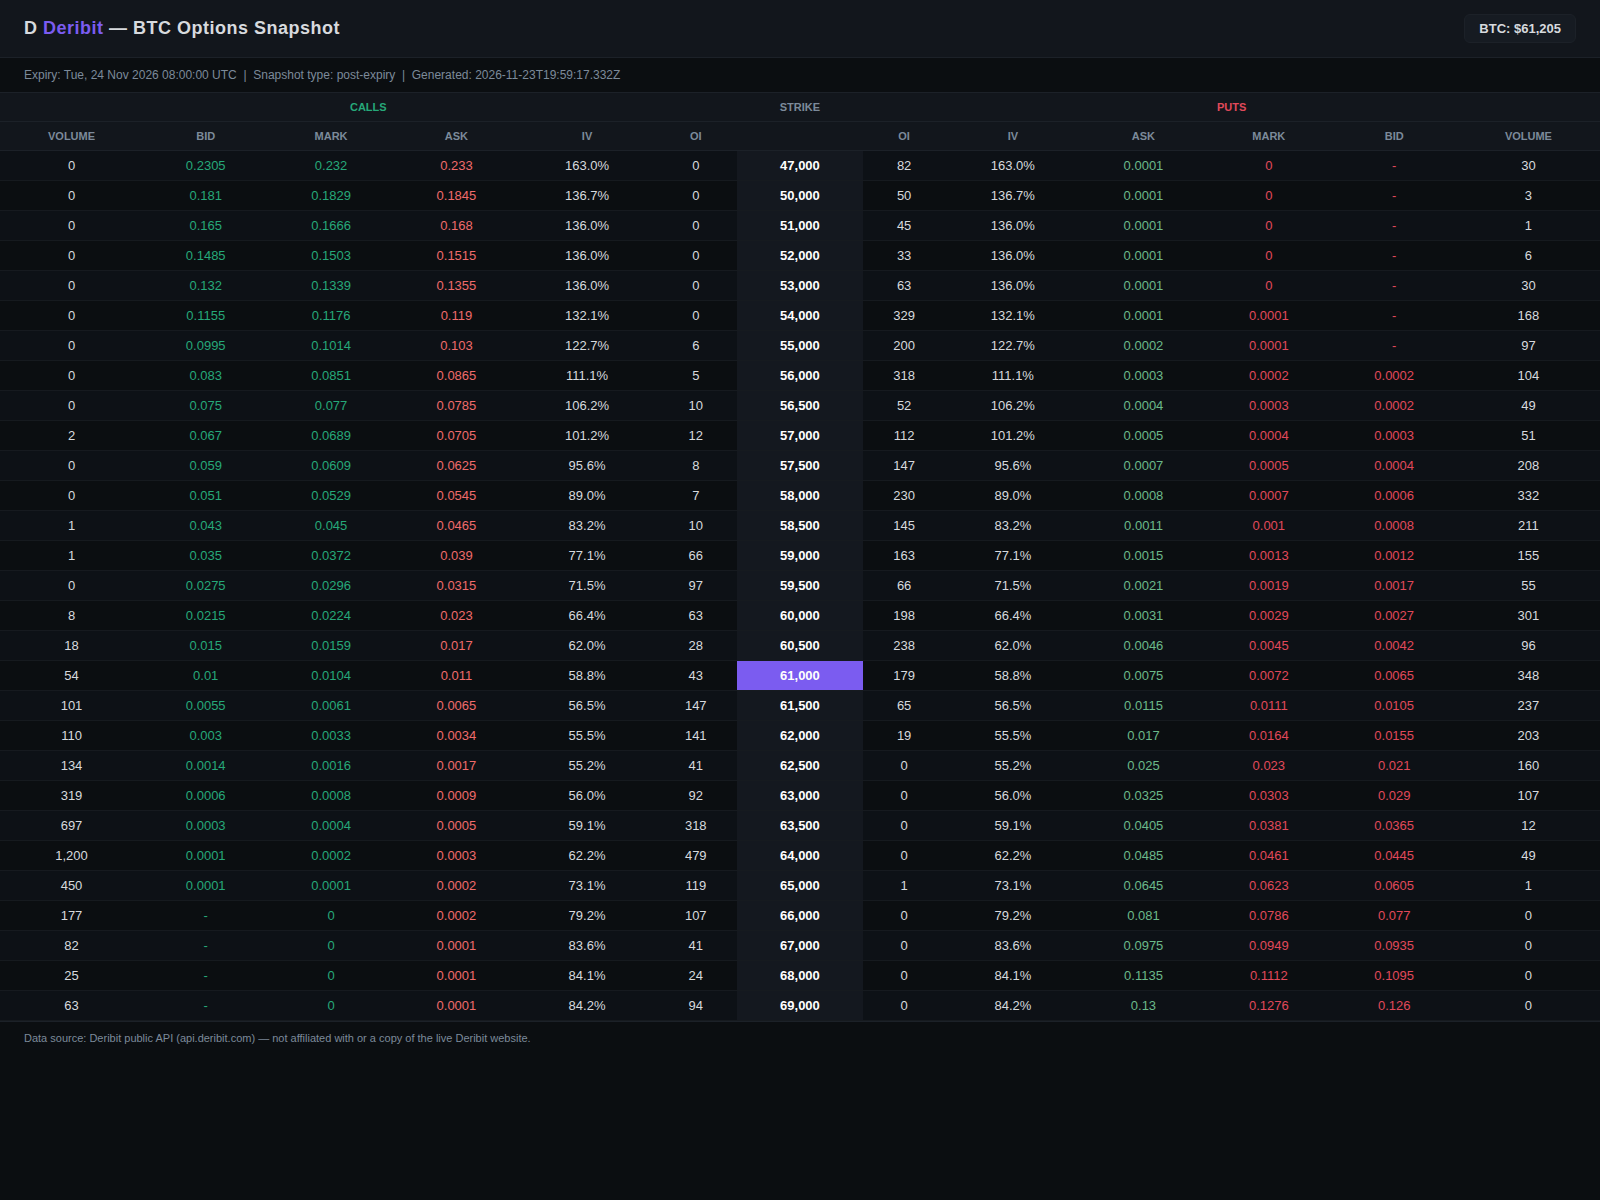 D Deribit — BTC Options Snapshot
BTC: $61,205
Expiry: Tue, 24 Nov 2026 08:00:00 UTC | Snapshot type: post-expiry | Generated: 2026-11-23T19:59:17.332Z
CALLS STRIKE PUTS
VOLUME BID MARK ASK IV OI OI IV ASK MARK BID VOLUME
0 0.2305 0.232 0.233 163.0% 0 47,000 82 163.0% 0.0001 0 - 30
0 0.181 0.1829 0.1845 136.7% 0 50,000 50 136.7% 0.0001 0 - 3
0 0.165 0.1666 0.168 136.0% 0 51,000 45 136.0% 0.0001 0 - 1
0 0.1485 0.1503 0.1515 136.0% 0 52,000 33 136.0% 0.0001 0 - 6
0 0.132 0.1339 0.1355 136.0% 0 53,000 63 136.0% 0.0001 0 - 30
0 0.1155 0.1176 0.119 132.1% 0 54,000 329 132.1% 0.0001 0.0001 - 168
0 0.0995 0.1014 0.103 122.7% 6 55,000 200 122.7% 0.0002 0.0001 - 97
0 0.083 0.0851 0.0865 111.1% 5 56,000 318 111.1% 0.0003 0.0002 0.0002 104
0 0.075 0.077 0.0785 106.2% 10 56,500 52 106.2% 0.0004 0.0003 0.0002 49
2 0.067 0.0689 0.0705 101.2% 12 57,000 112 101.2% 0.0005 0.0004 0.0003 51
0 0.059 0.0609 0.0625 95.6% 8 57,500 147 95.6% 0.0007 0.0005 0.0004 208
0 0.051 0.0529 0.0545 89.0% 7 58,000 230 89.0% 0.0008 0.0007 0.0006 332
1 0.043 0.045 0.0465 83.2% 10 58,500 145 83.2% 0.0011 0.001 0.0008 211
1 0.035 0.0372 0.039 77.1% 66 59,000 163 77.1% 0.0015 0.0013 0.0012 155
0 0.0275 0.0296 0.0315 71.5% 97 59,500 66 71.5% 0.0021 0.0019 0.0017 55
8 0.0215 0.0224 0.023 66.4% 63 60,000 198 66.4% 0.0031 0.0029 0.0027 301
18 0.015 0.0159 0.017 62.0% 28 60,500 238 62.0% 0.0046 0.0045 0.0042 96
54 0.01 0.0104 0.011 58.8% 43 61,000 179 58.8% 0.0075 0.0072 0.0065 348
101 0.0055 0.0061 0.0065 56.5% 147 61,500 65 56.5% 0.0115 0.0111 0.0105 237
110 0.003 0.0033 0.0034 55.5% 141 62,000 19 55.5% 0.017 0.0164 0.0155 203
134 0.0014 0.0016 0.0017 55.2% 41 62,500 0 55.2% 0.025 0.023 0.021 160
319 0.0006 0.0008 0.0009 56.0% 92 63,000 0 56.0% 0.0325 0.0303 0.029 107
697 0.0003 0.0004 0.0005 59.1% 318 63,500 0 59.1% 0.0405 0.0381 0.0365 12
1,200 0.0001 0.0002 0.0003 62.2% 479 64,000 0 62.2% 0.0485 0.0461 0.0445 49
450 0.0001 0.0001 0.0002 73.1% 119 65,000 1 73.1% 0.0645 0.0623 0.0605 1
177 - 0 0.0002 79.2% 107 66,000 0 79.2% 0.081 0.0786 0.077 0
82 - 0 0.0001 83.6% 41 67,000 0 83.6% 0.0975 0.0949 0.0935 0
25 - 0 0.0001 84.1% 24 68,000 0 84.1% 0.1135 0.1112 0.1095 0
63 - 0 0.0001 84.2% 94 69,000 0 84.2% 0.13 0.1276 0.126 0
Data source: Deribit public API (api.deribit.com) — not affiliated with or a copy of the live Deribit website.